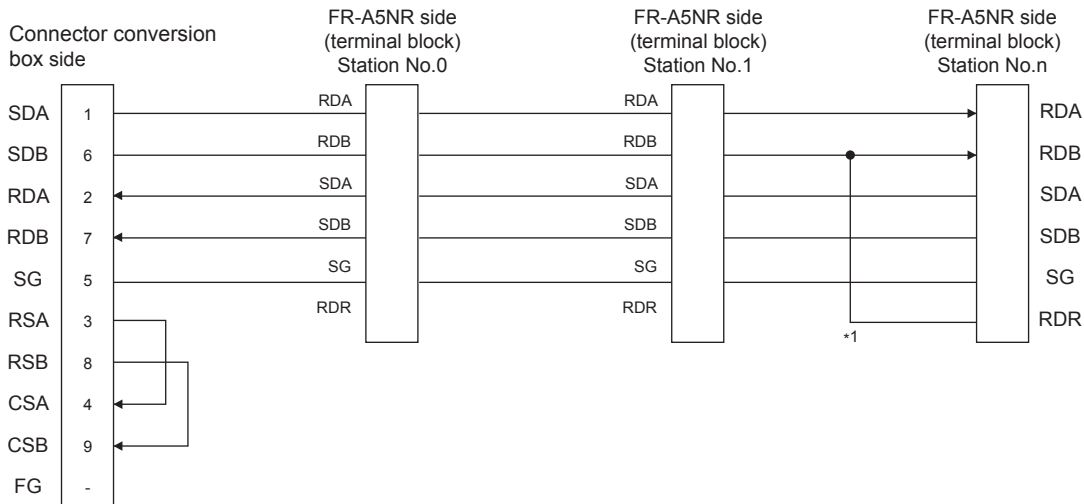 Connector conversion
box side
FR-A5NR side
(terminal block)
Station No.0
FR-A5NR side
(terminal block)
Station No.1
FR-A5NR side
(terminal block)
Station No.n
SDA 1 RDA RDA RDA
SDB 6 RDB RDB RDB
RDA 2 SDA SDA SDA
RDB 7 SDB SDB SDB
SG 5 SG SG SG
RSA 3 RDR RDR RDR
*1
RSB 8
CSA 4
CSB 9
FG -